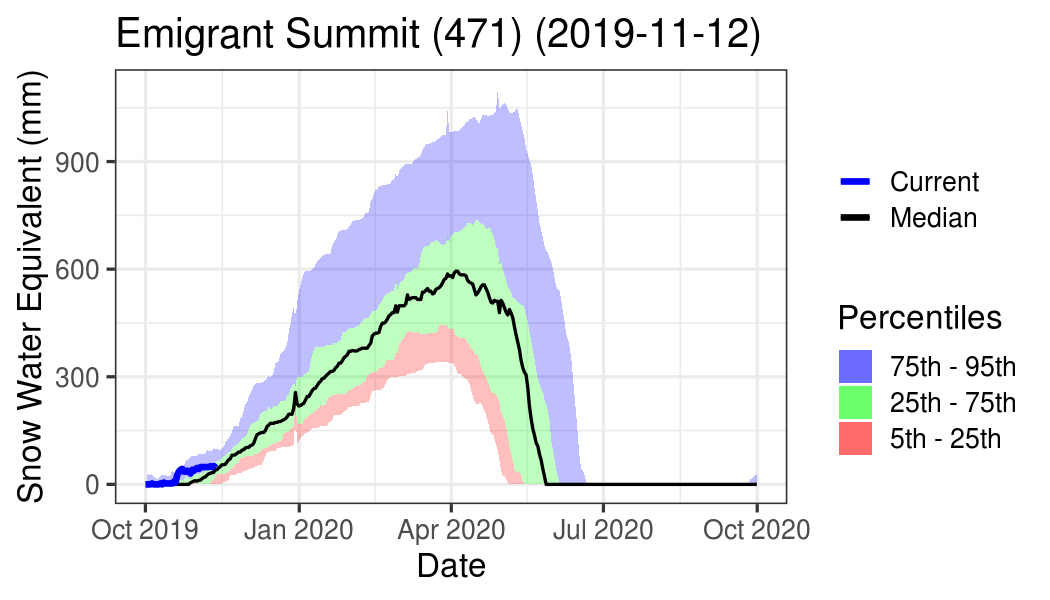 Emigrant Summit (471) (2019-11-12)
Snow Water Equivalent (mm)
900
600
300
0
Oct 2019
Jan 2020
Apr 2020
Jul 2020
Oct 2020
Date
Current
Median
Percentiles
75th - 95th
25th - 75th
5th - 25th